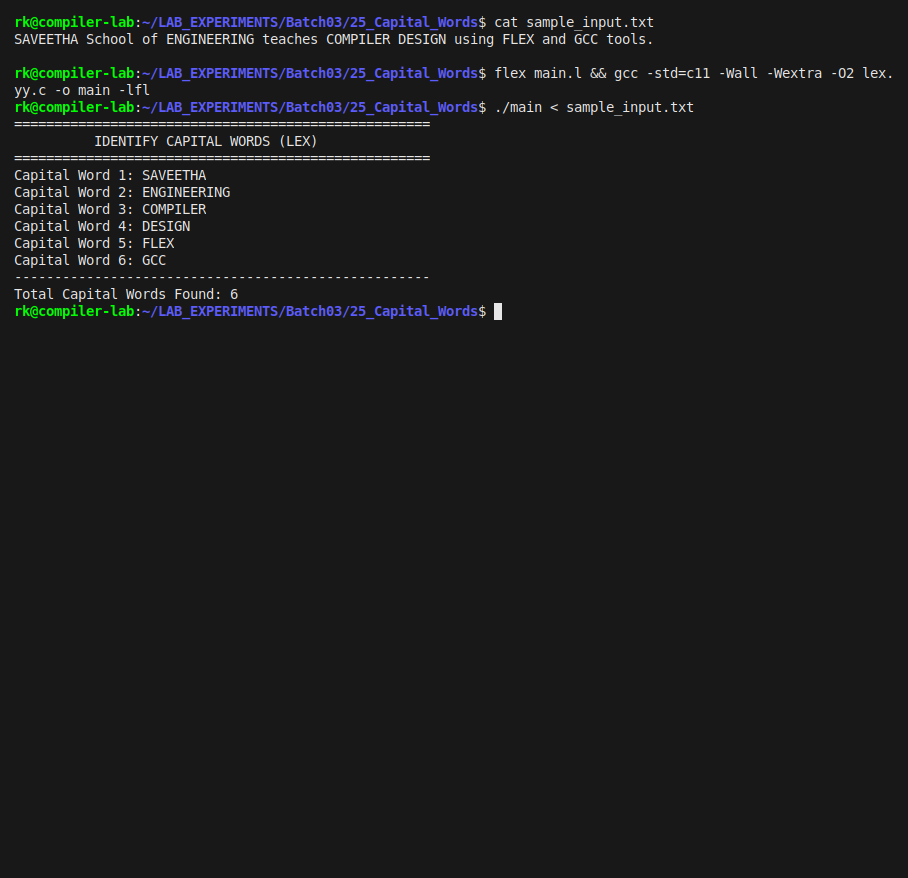 rk@compiler-lab:~/LAB_EXPERIMENTS/Batch03/25_Capital_Words$ cat sample_input.txt
SAVEETHA School of ENGINEERING teaches COMPILER DESIGN using FLEX and GCC tools.
rk@compiler-lab:~/LAB_EXPERIMENTS/Batch03/25_Capital_Words$ flex main.l && gcc -std=c11 -Wall -Wextra -O2 lex.
yy.c -o main -lfl
rk@compiler-lab:~/LAB_EXPERIMENTS/Batch03/25_Capital_Words$ ./main < sample_input.txt
====================================================
          IDENTIFY CAPITAL WORDS (LEX)
====================================================
Capital Word 1: SAVEETHA
Capital Word 2: ENGINEERING
Capital Word 3: COMPILER
Capital Word 4: DESIGN
Capital Word 5: FLEX
Capital Word 6: GCC
----------------------------------------------------
Total Capital Words Found: 6
rk@compiler-lab:~/LAB_EXPERIMENTS/Batch03/25_Capital_Words$